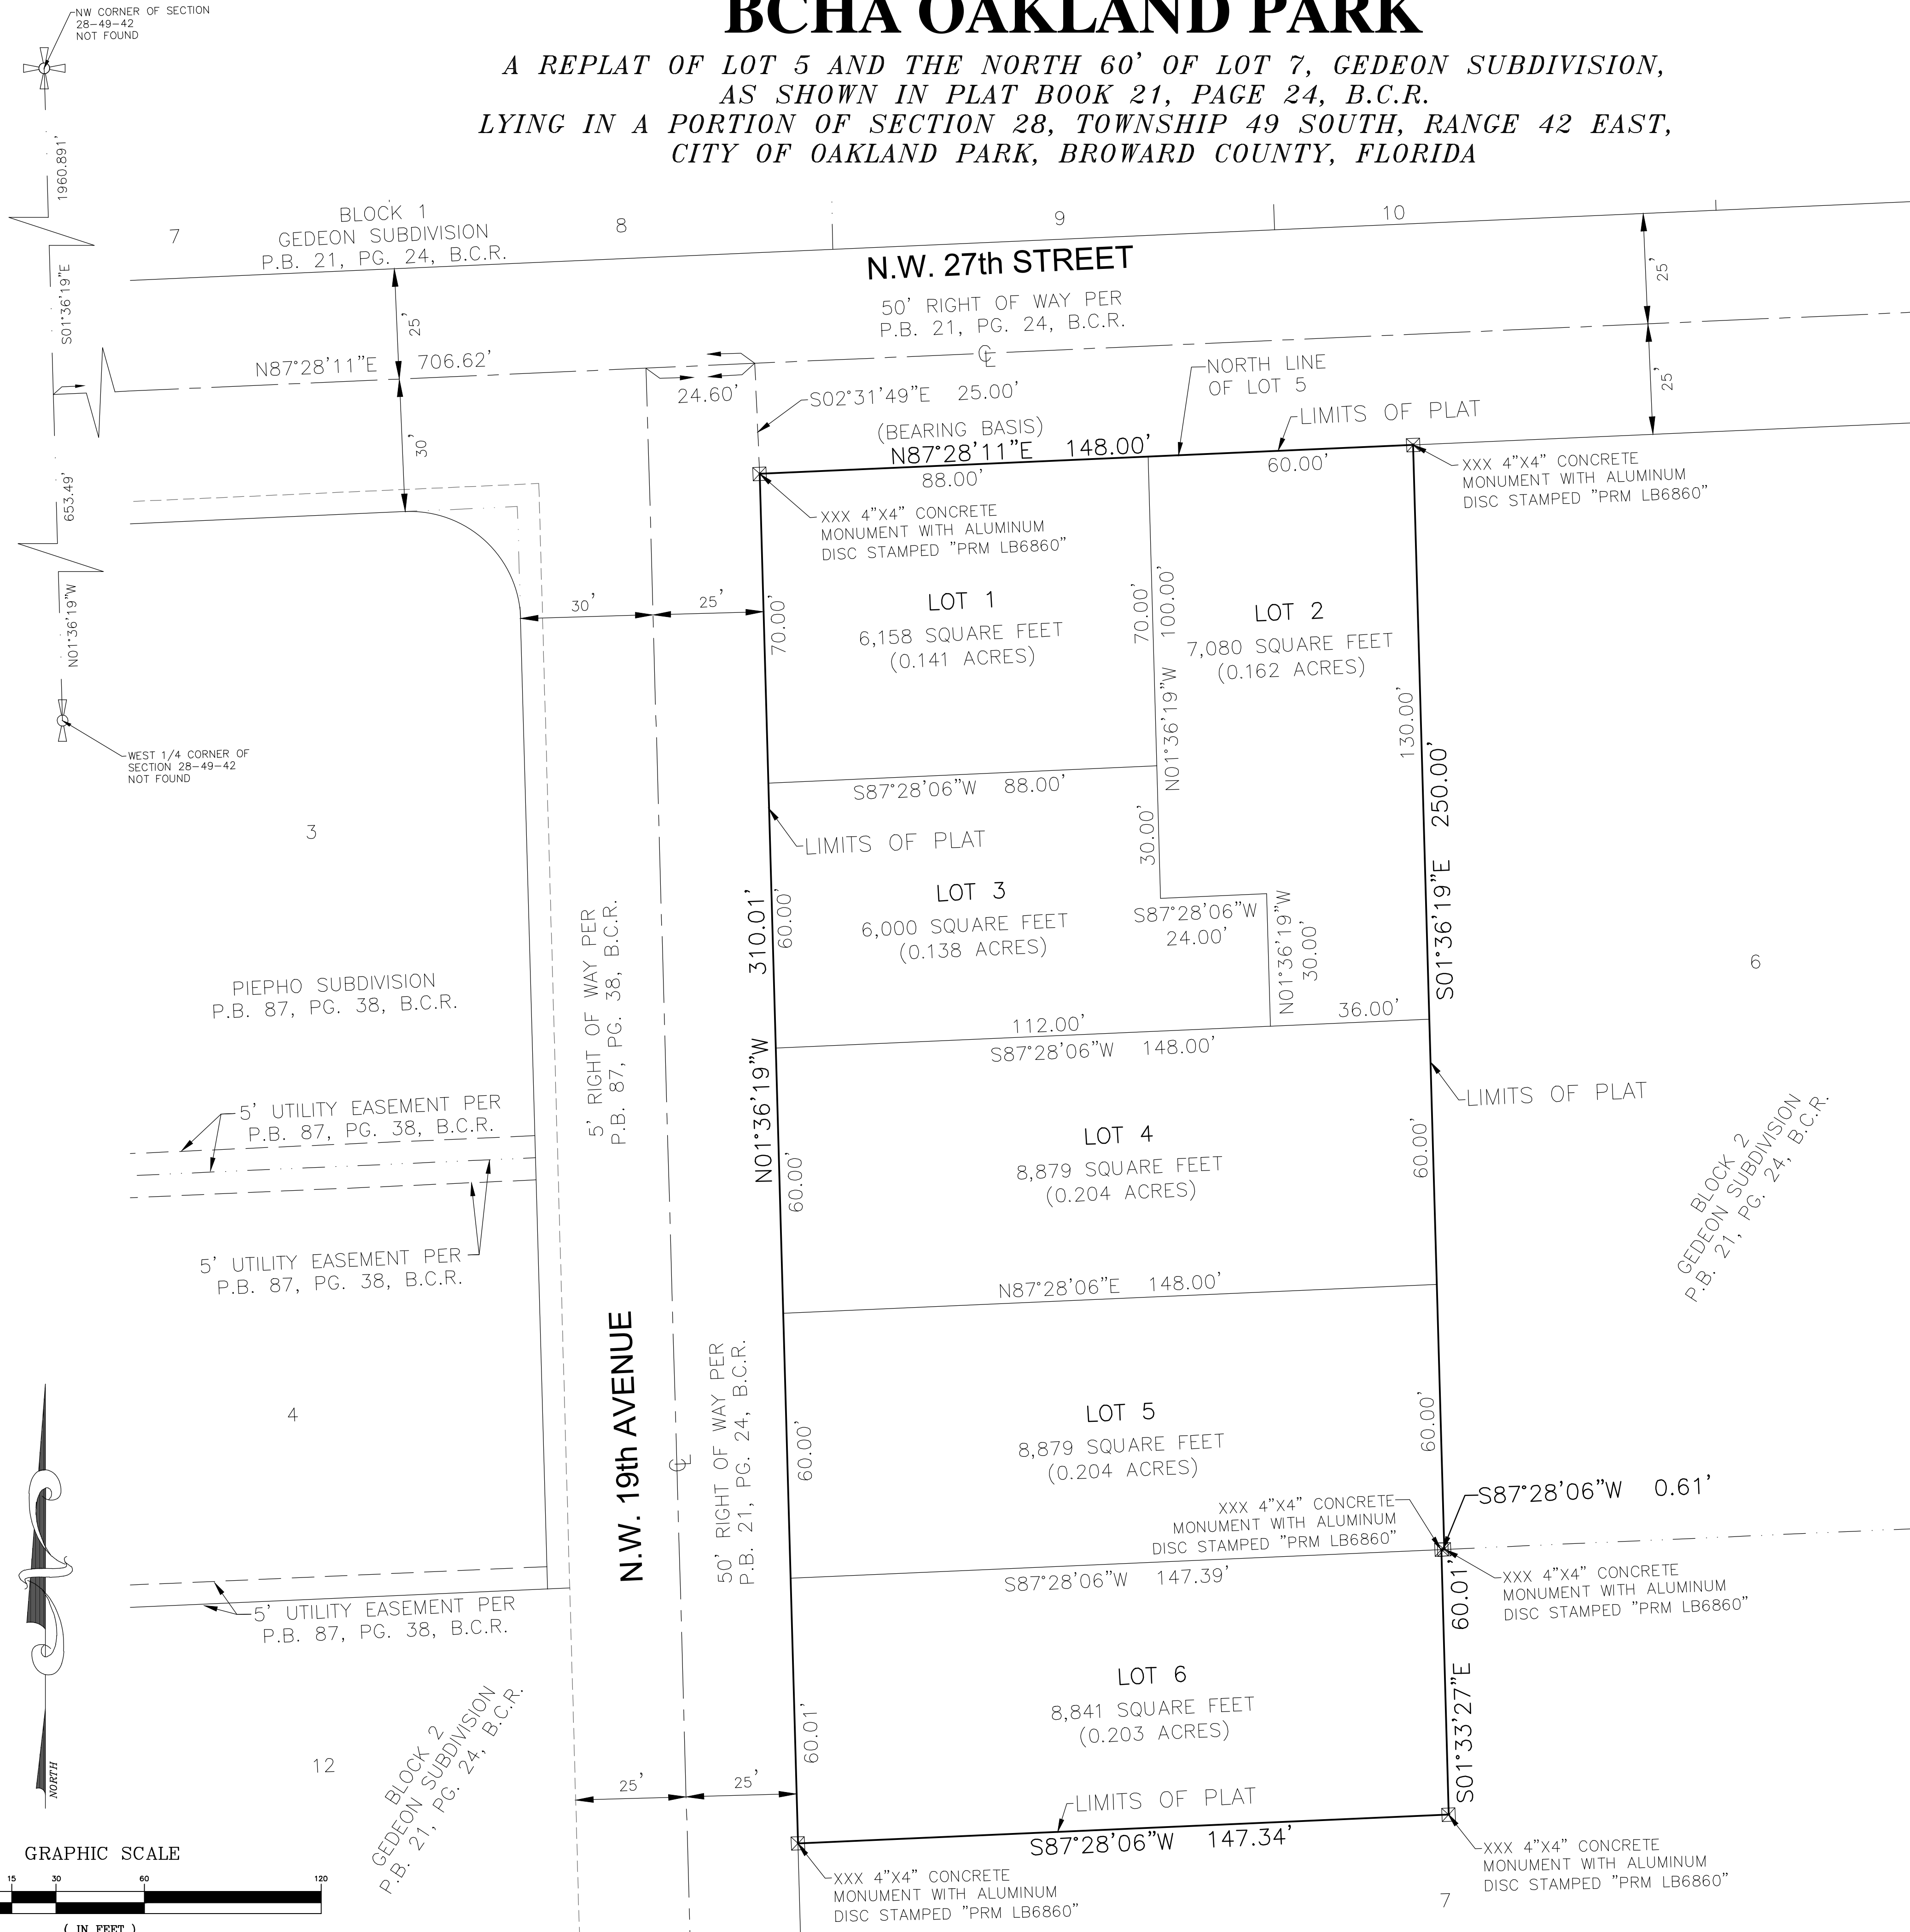 BCHA OAKLAND PARK
A REPLAT OF LOT 5 AND THE NORTH 60' OF LOT 7, GEDEON SUBDIVISION,
AS SHOWN IN PLAT BOOK 21, PAGE 24, B.C.R.
LYING IN A PORTION OF SECTION 28, TOWNSHIP 49 SOUTH, RANGE 42 EAST,
CITY OF OAKLAND PARK, BROWARD COUNTY, FLORIDA
NW CORNER OF SECTION
28-49-42
NOT FOUND
1960.891'
S01°36'19"E
653.49'
N01°36'19"W
WEST 1/4 CORNER OF
SECTION 28-49-42
NOT FOUND
7
BLOCK 1
GEDEON SUBDIVISION
P.B. 21, PG. 24, B.C.R.
8
9
10
N.W. 27th STREET
50' RIGHT OF WAY PER
P.B. 21, PG. 24, B.C.R.
25'
25'
25'
30'
N87°28'11"E 706.62'
24.60'
S02°31'49"E 25.00'
(BEARING BASIS)
N87°28'11"E 148.00'
88.00'
60.00'
NORTH LINE
OF LOT 5
LIMITS OF PLAT
XXX 4"X4" CONCRETE
MONUMENT WITH ALUMINUM
DISC STAMPED "PRM LB6860"
XXX 4"X4" CONCRETE
MONUMENT WITH ALUMINUM
DISC STAMPED "PRM LB6860"
30'
25'
70.00'
LOT 1
6,158 SQUARE FEET
(0.141 ACRES)
70.00'
N01°36'19"W 100.00'
LOT 2
7,080 SQUARE FEET
(0.162 ACRES)
130.00'
S01°36'19"E 250.00'
S87°28'06"W 88.00'
LIMITS OF PLAT
30.00'
3
N01°36'19"W 310.01'
60.00'
LOT 3
6,000 SQUARE FEET
(0.138 ACRES)
S87°28'06"W
24.00'
N01°36'19"W
30.00'
6
PIEPHO SUBDIVISION
P.B. 87, PG. 38, B.C.R.
5' RIGHT OF WAY PER
P.B. 87, PG. 38, B.C.R.
112.00'
36.00'
S87°28'06"W 148.00'
LIMITS OF PLAT
5' UTILITY EASEMENT PER
P.B. 87, PG. 38, B.C.R.
60.00'
LOT 4
8,879 SQUARE FEET
(0.204 ACRES)
60.00'
BLOCK 2
GEDEON SUBDIVISION
P.B. 21, PG. 24, B.C.R.
5' UTILITY EASEMENT PER
P.B. 87, PG. 38, B.C.R.
N87°28'06"E 148.00'
N.W. 19th AVENUE
50' RIGHT OF WAY PER
P.B. 21, PG. 24, B.C.R.
4
60.00'
LOT 5
8,879 SQUARE FEET
(0.204 ACRES)
60.00'
S87°28'06"W 0.61'
XXX 4"X4" CONCRETE
MONUMENT WITH ALUMINUM
DISC STAMPED "PRM LB6860"
S87°28'06"W 147.39'
XXX 4"X4" CONCRETE
MONUMENT WITH ALUMINUM
DISC STAMPED "PRM LB6860"
5' UTILITY EASEMENT PER
P.B. 87, PG. 38, B.C.R.
S01°33'27"E 60.01'
LOT 6
8,841 SQUARE FEET
(0.203 ACRES)
60.01'
12
BLOCK 2
GEDEON SUBDIVISION
P.B. 21, PG. 24, B.C.R.
25'
25'
LIMITS OF PLAT
S87°28'06"W 147.34'
XXX 4"X4" CONCRETE
MONUMENT WITH ALUMINUM
DISC STAMPED "PRM LB6860"
XXX 4"X4" CONCRETE
MONUMENT WITH ALUMINUM
DISC STAMPED "PRM LB6860"
7
NORTH
GRAPHIC SCALE
15 30 60 120
( IN FEET )